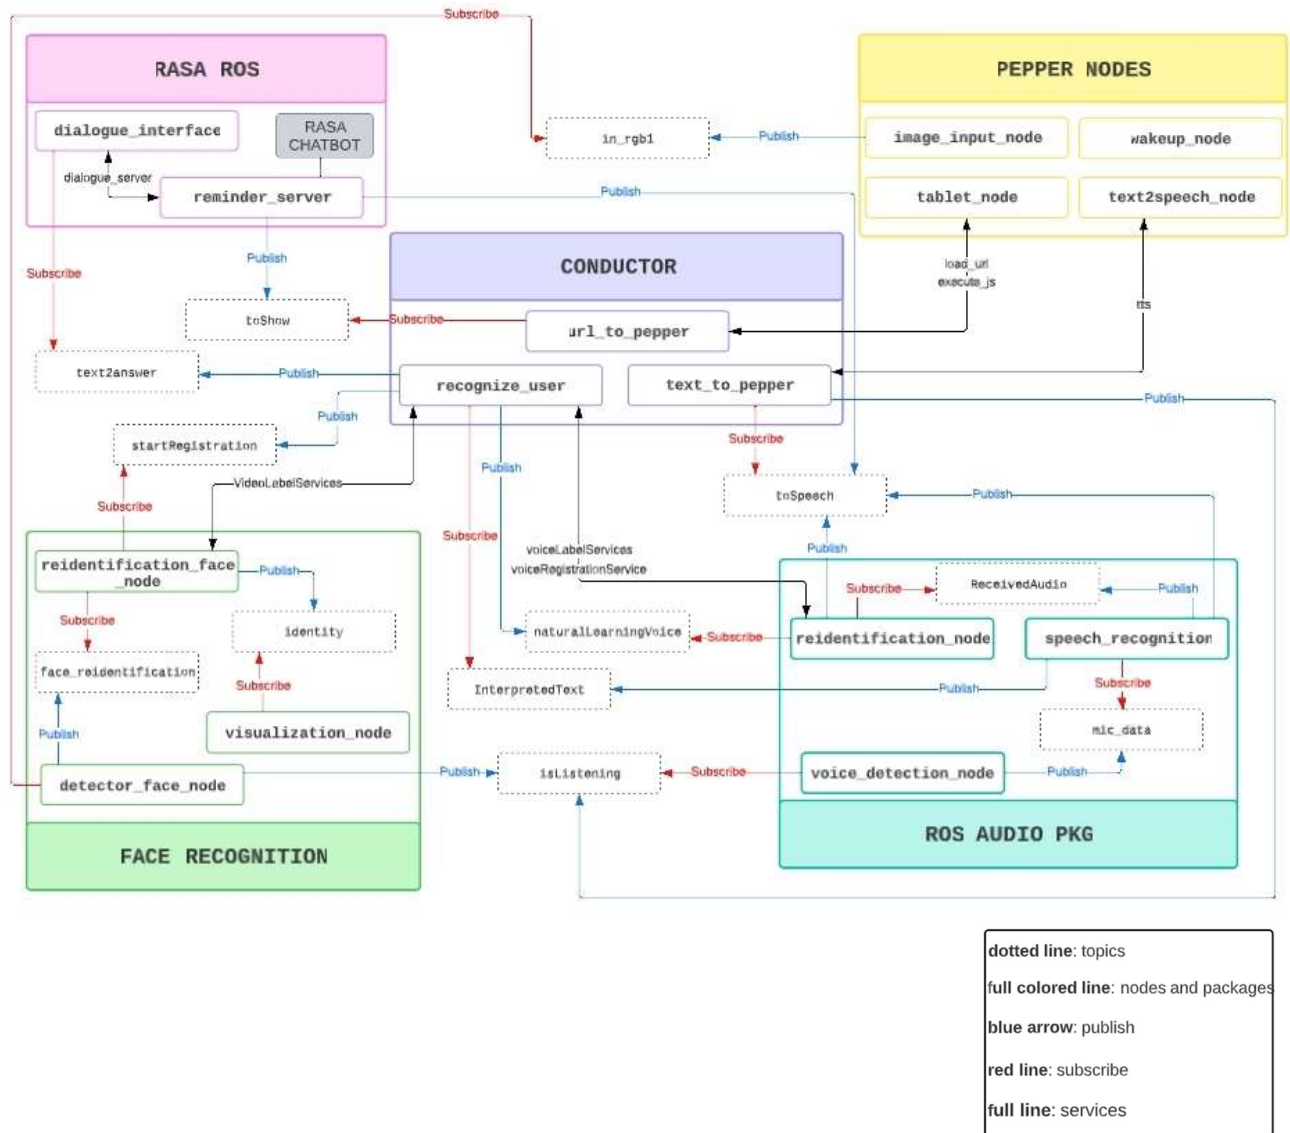 Subscribe
RASA ROS
PEPPER NODES
dialogue_interface
RASA
CHATBOT
in_rgb1
Publish
image_input_node
wakeup_node
dialogue_server
reminder_server
Publish
tablet_node
text2speech_node
Subscribe
Publish
CONDUCTOR
load_url
execute_js
tts
toShow
Subscribe
url_to_pepper
text2answer
Publish
recognize_user
text_to_pepper
Publish
Publish
startRegistration
Subscribe
Publish
VideoLabelServices
toSpeech
Publish
Subscribe
Subscribe
voiceLabelServices
voiceRegistrationService
Publish
reidentification_face
_node
Publish
Subscribe
ReceivedAudio
Publish
Subscribe
identity
naturalLearningVoice
Subscribe
reidentification_node
speech_recognition
face_reidentification
Subscribe
InterpretedText
Publish
Subscribe
Publish
visualization_node
mic_data
detector_face_node
Publish
isListening
Subscribe
voice_detection_node
Publish
FACE RECOGNITION
ROS AUDIO PKG
dotted line: topics
full colored line: nodes and packages
blue arrow: publish
red line: subscribe
full line: services